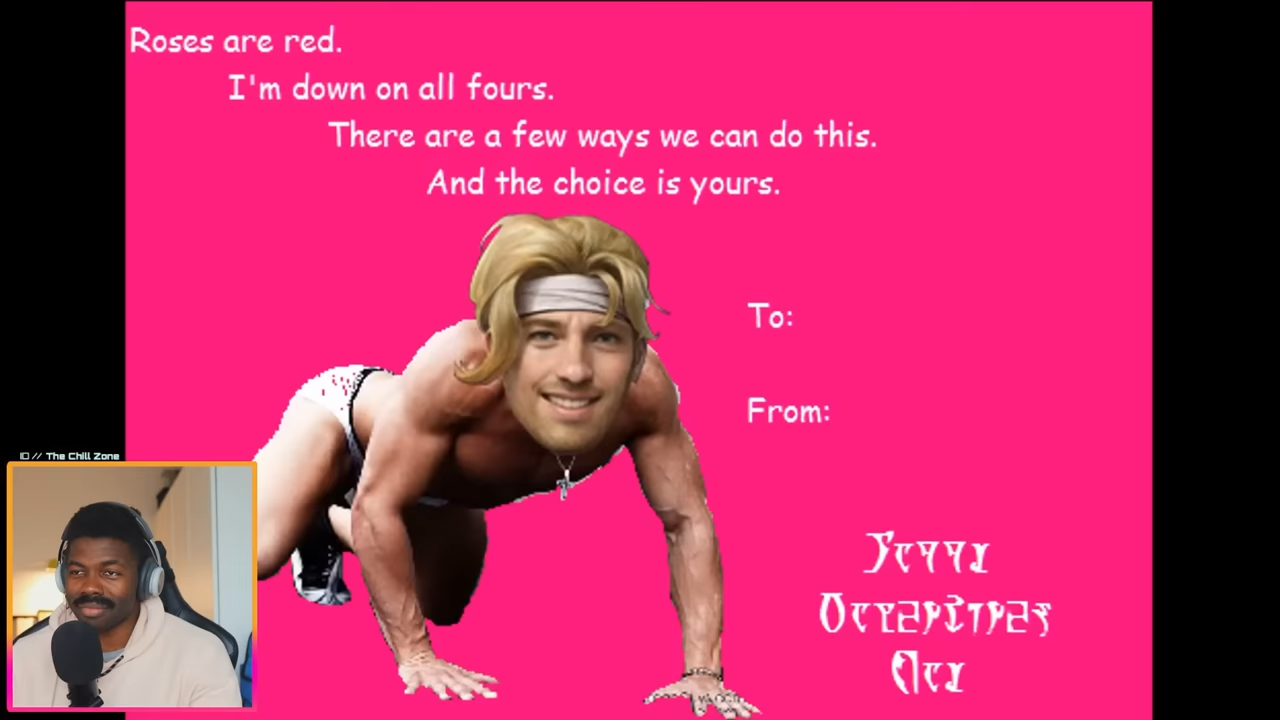 Roses are red.
I'm down on all fours.
There are a few ways we can do this.
And the choice is yours.
To:
From:
// The Chill Zone